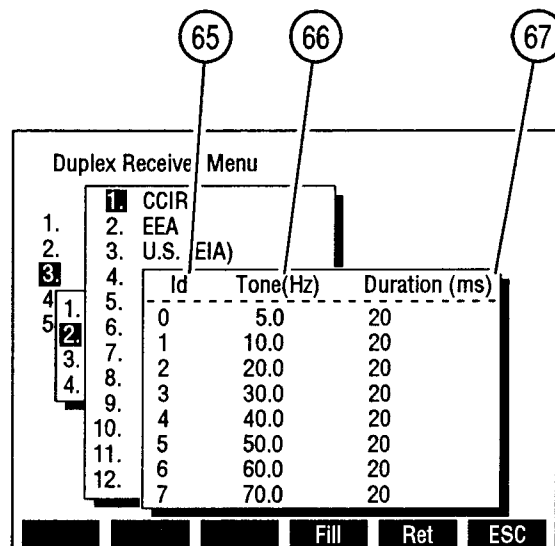 65 66 67
Duplex Receive Menu
1.
2.
3.
4
5
1.
2.
3.
4.
1. CCIR
2. EEA
3. U.S. (EIA)
4.
5.
6.
7.
8.
9.
10.
11.
12.
Id Tone(Hz) Duration (ms)
0 5.0 20
1 10.0 20
2 20.0 20
3 30.0 20
4 40.0 20
5 50.0 20
6 60.0 20
7 70.0 20
Fill Ret ESC